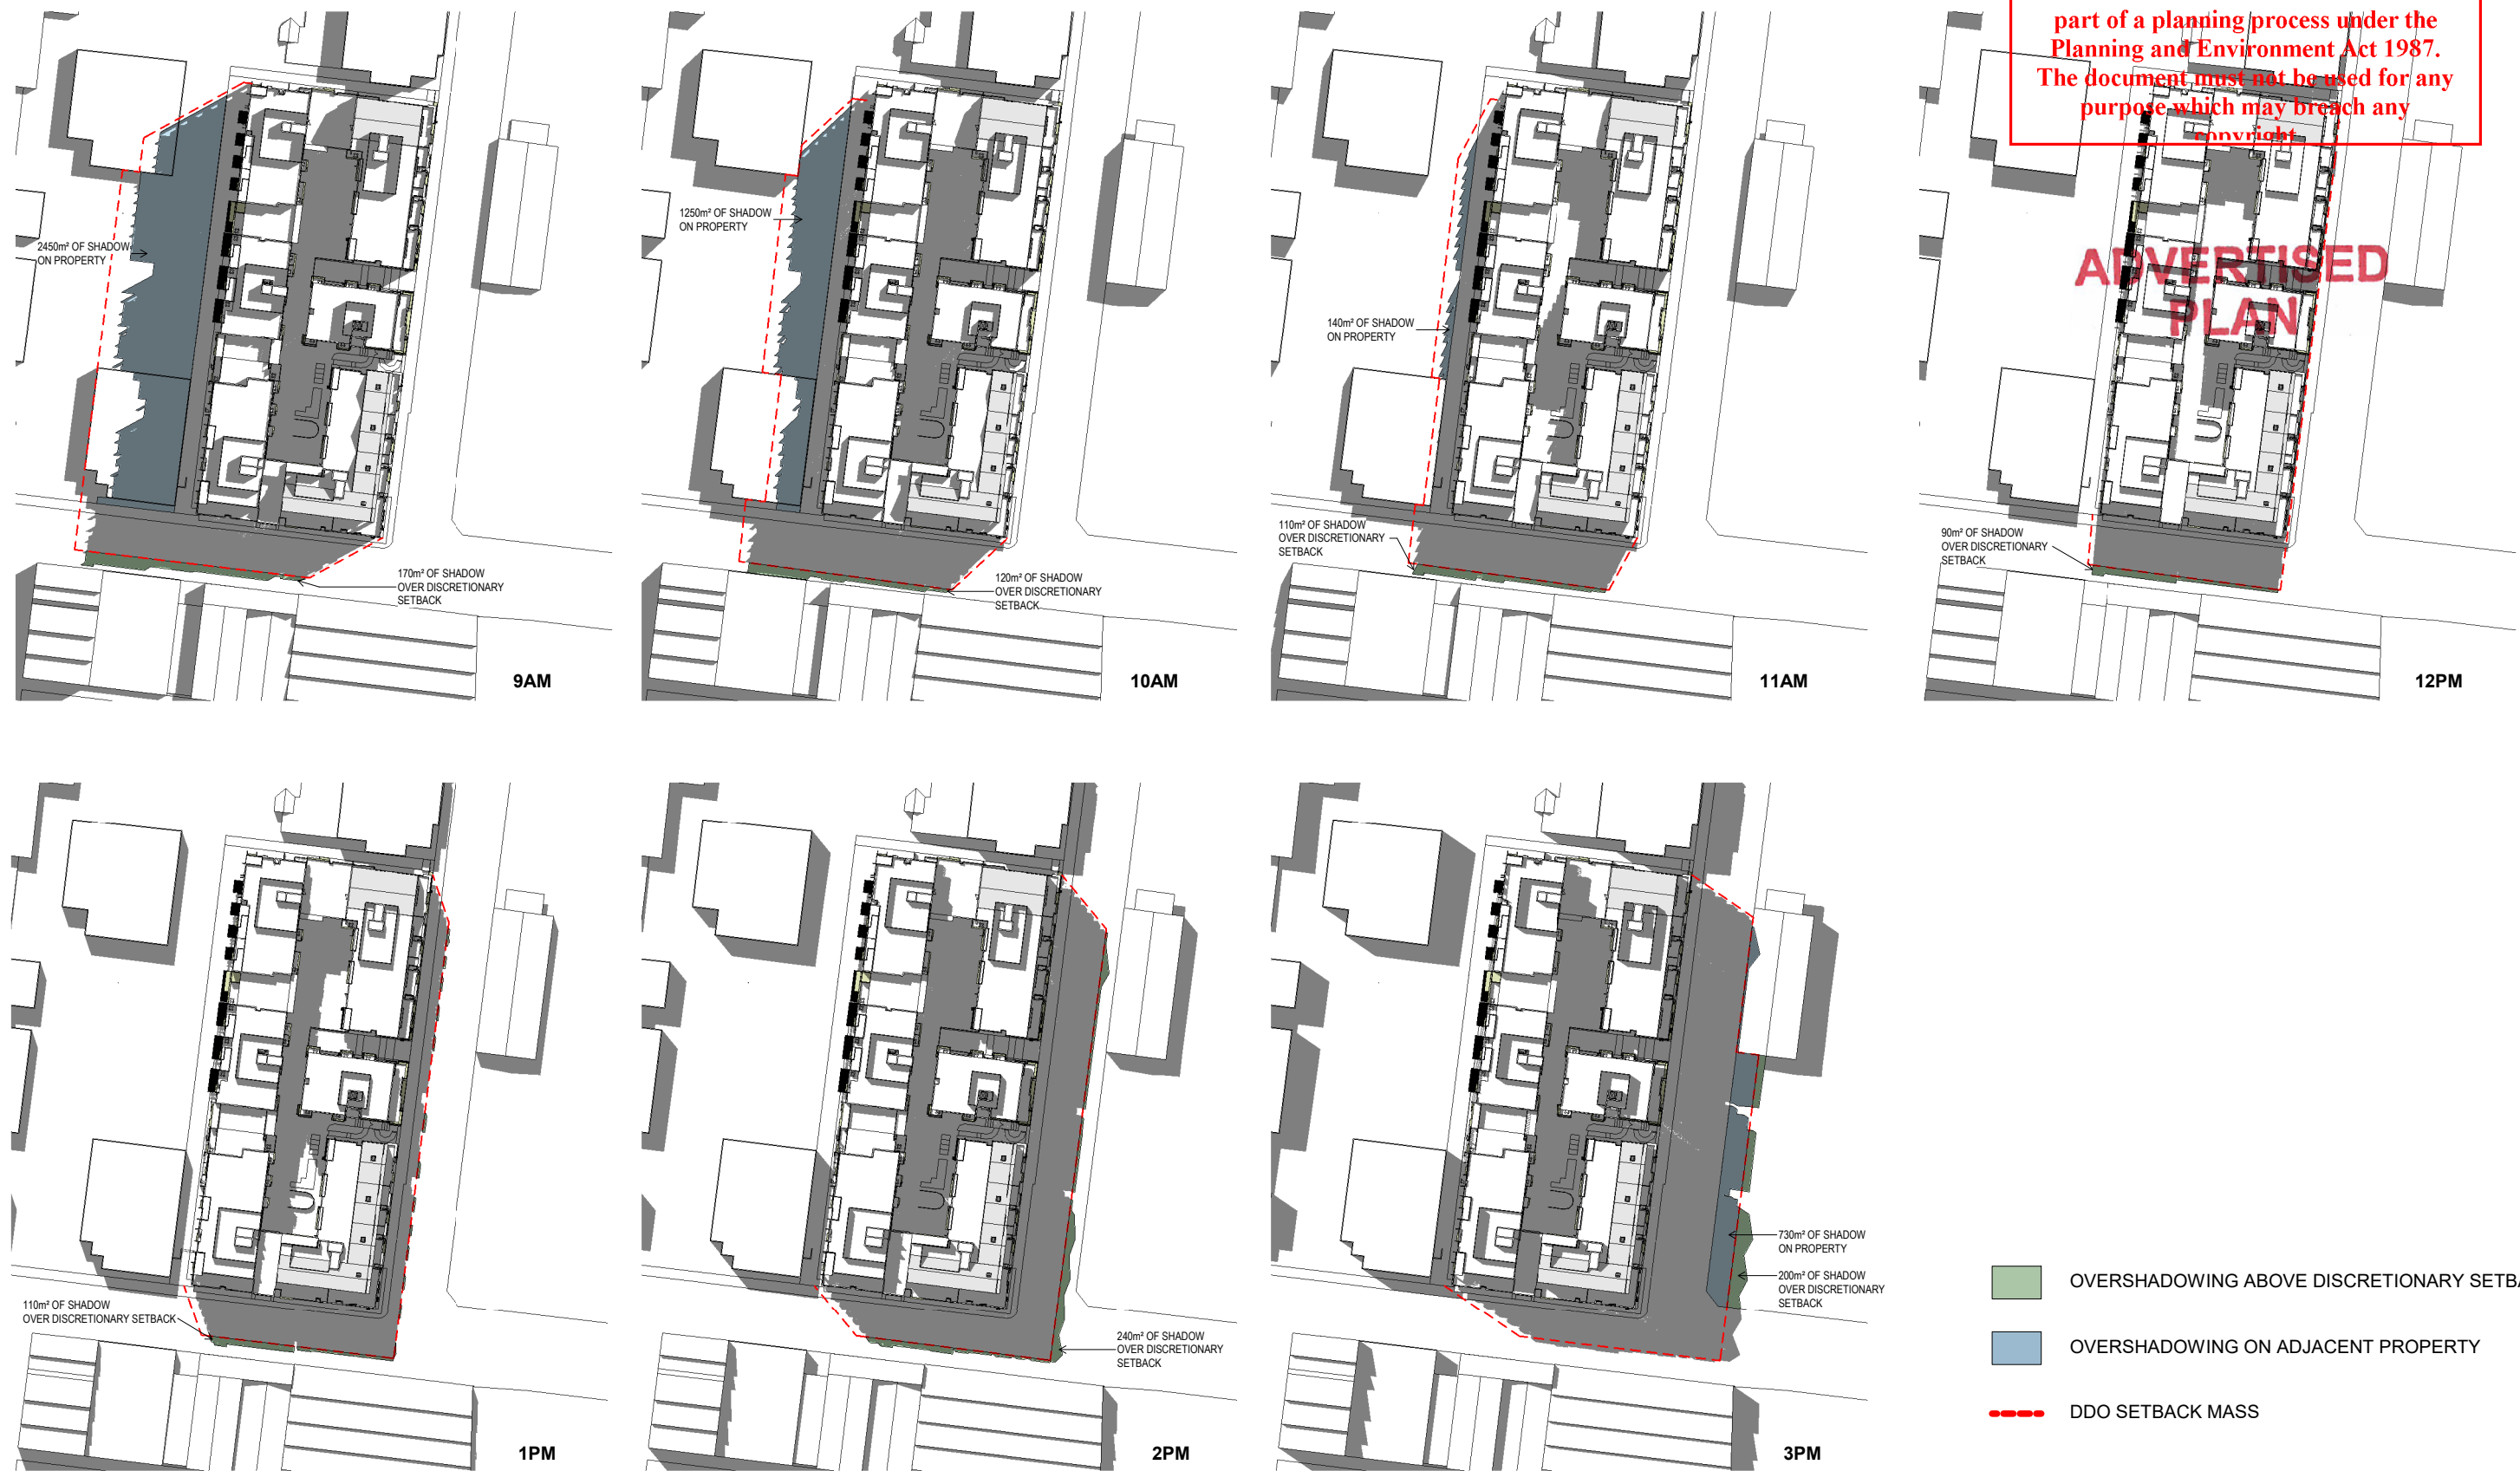 part of a planning process under the
Planning and Environment Act 1987.
The document must not be used for any
purpose which may breach any
copyright
2450m² OF SHADOW
ON PROPERTY
170m² OF SHADOW
OVER DISCRETIONARY
SETBACK
9AM
1250m² OF SHADOW
ON PROPERTY
120m² OF SHADOW
OVER DISCRETIONARY
SETBACK
10AM
140m² OF SHADOW
ON PROPERTY
110m² OF SHADOW
OVER DISCRETIONARY
SETBACK
11AM
ADVERTISED
PLAN
90m² OF SHADOW
OVER DISCRETIONARY
SETBACK
12PM
110m² OF SHADOW
OVER DISCRETIONARY SETBACK
1PM
240m² OF SHADOW
OVER DISCRETIONARY
SETBACK
2PM
730m² OF SHADOW
ON PROPERTY
200m² OF SHADOW
OVER DISCRETIONARY
SETBACK
3PM
OVERSHADOWING ABOVE DISCRETIONARY SETBA
OVERSHADOWING ON ADJACENT PROPERTY
DDO SETBACK MASS